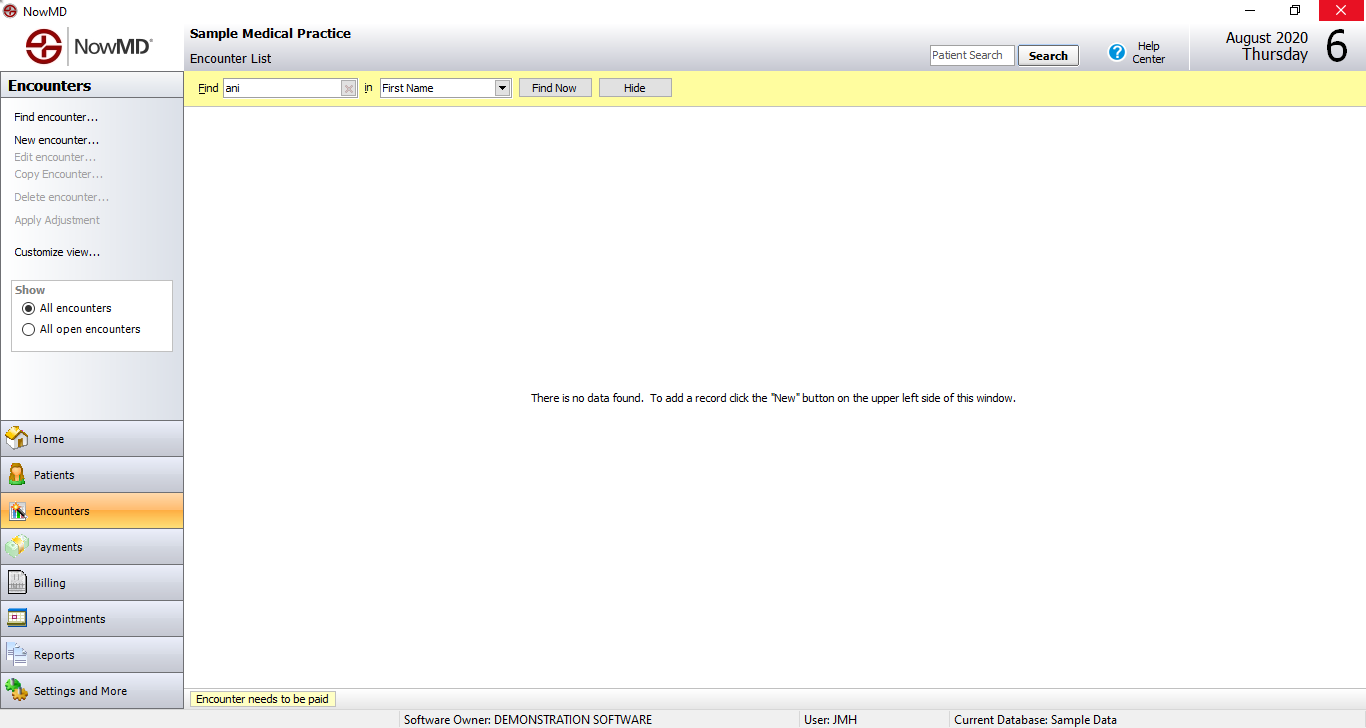 NowMD
NowMD®
Sample Medical Practice
Encounter List
Patient Search
Search
?
Help
Center
August 2020
Thursday
6
Encounters
Find ani in First Name Find Now Hide
Find encounter...
New encounter...
Edit encounter...
Copy Encounter...
Delete encounter...
Apply Adjustment
Customize view...
Show
All encounters
All open encounters
There is no data found. To add a record click the "New" button on the upper left side of this window.
Home
Patients
Encounters
Payments
Billing
Appointments
Reports
Settings and More
Encounter needs to be paid
Software Owner: DEMONSTRATION SOFTWARE
User: JMH
Current Database: Sample Data